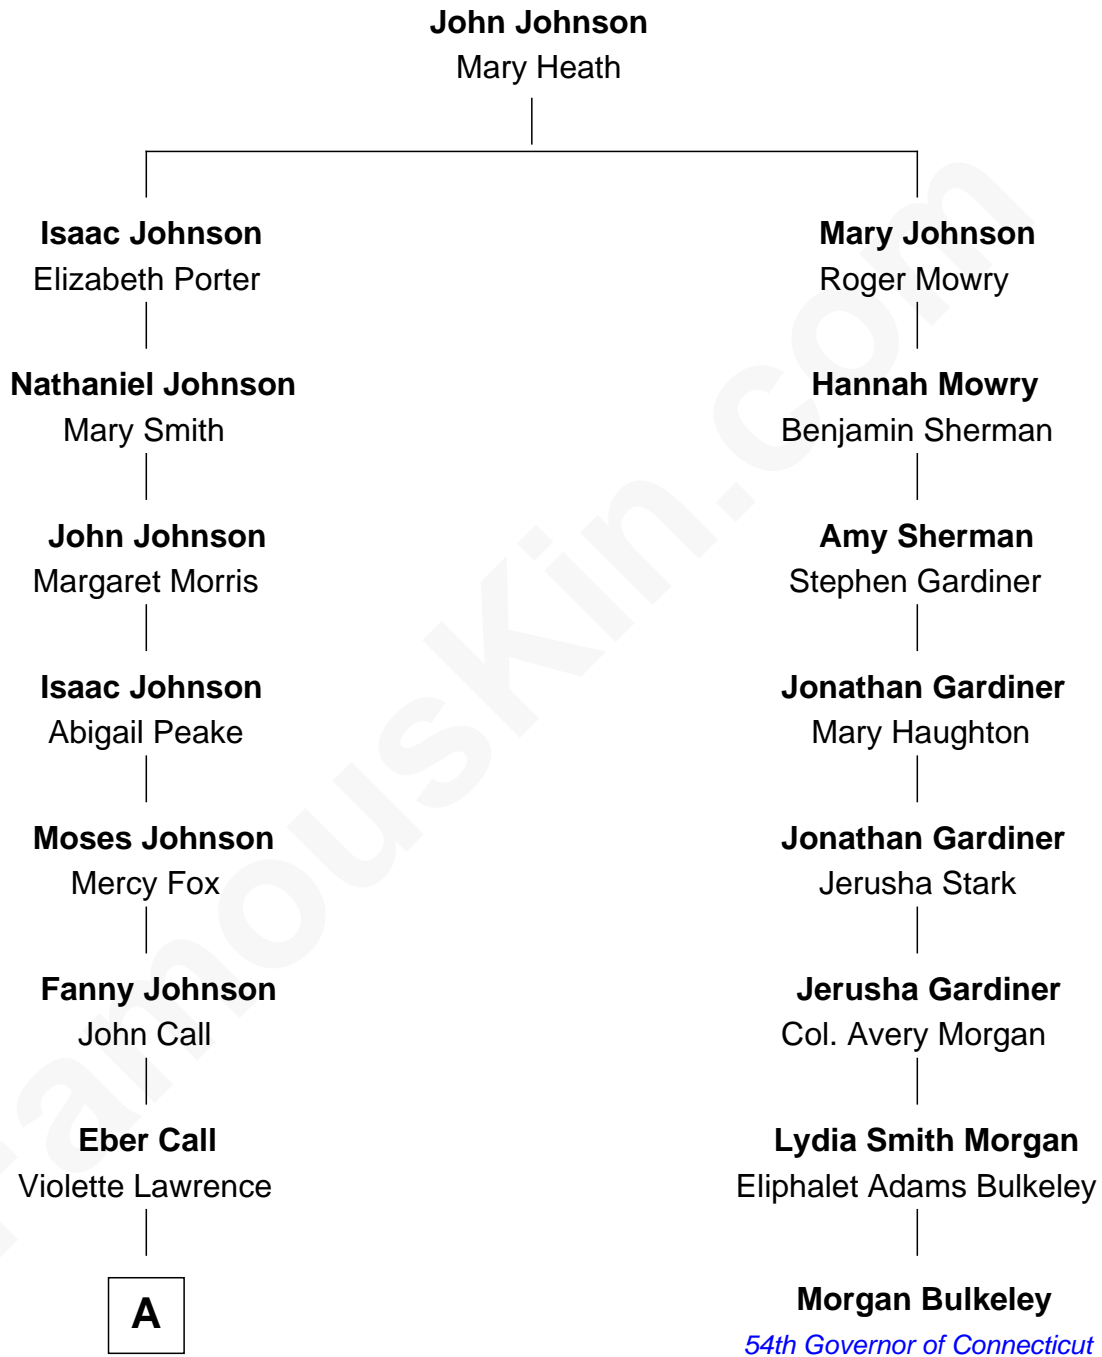 John Johnson
Mary Heath
Isaac Johnson
Elizabeth Porter
Nathaniel Johnson
Mary Smith
John Johnson
Margaret Morris
Isaac Johnson
Abigail Peake
Moses Johnson
Mercy Fox
Fanny Johnson
John Call
Eber Call
Violette Lawrence
A
Mary Johnson
Roger Mowry
Hannah Mowry
Benjamin Sherman
Amy Sherman
Stephen Gardiner
Jonathan Gardiner
Mary Haughton
Jonathan Gardiner
Jerusha Stark
Jerusha Gardiner
Col. Avery Morgan
Lydia Smith Morgan
Eliphalet Adams Bulkeley
Morgan Bulkeley
54th Governor of Connecticut
FamousKin.com